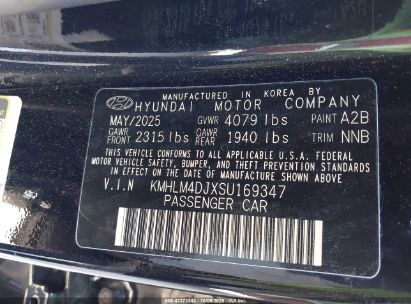 MANUFACTURED IN KOREA BY
HYUNDAI MOTOR COMPANY
MAY/2025 GVWR 4079 lbs PAINT A2B
GAWR FRONT 2315 lbs GAWR REAR 1940 lbs TRIM NNB
THIS VEHICLE CONFORMS TO ALL APPLICABLE U.S.A. FEDERAL
MOTOR VEHICLE SAFETY, BUMPER, AND THEFT PREVENTION STANDARDS
IN EFFECT ON THE DATE OF MANUFACTURE SHOWN ABOVE.
V.I.N KMHLM4DJXSU169347
PASSENGER CAR